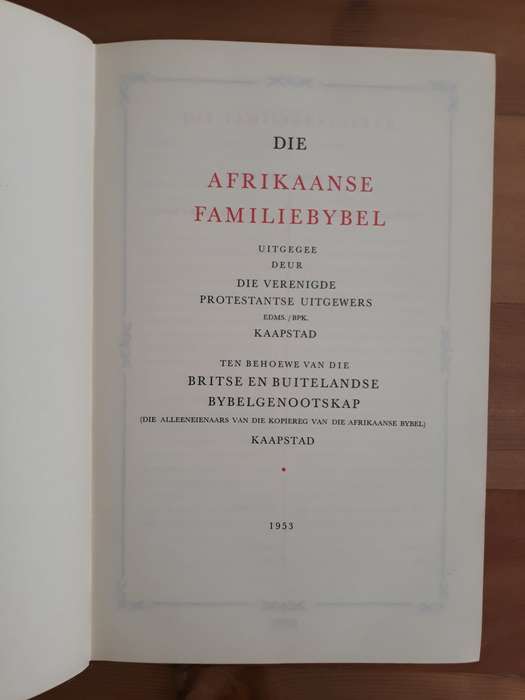 DIE
AFRIKAANSE
FAMILIEBYBEL
UITGEGEE
DEUR
DIE VERENIGDE
PROTESTANTSE UITGEWERS
EDMS./BPK.
KAAPSTAD
TEN BEHOEWE VAN DIE
BRITSE EN BUITELANDSE
BYBELGENOOTSKAP
(DIE ALLEENEIENAARS VAN DIE KOPIEREG VAN DIE AFRIKAANSE BYBEL)
KAAPSTAD
1953